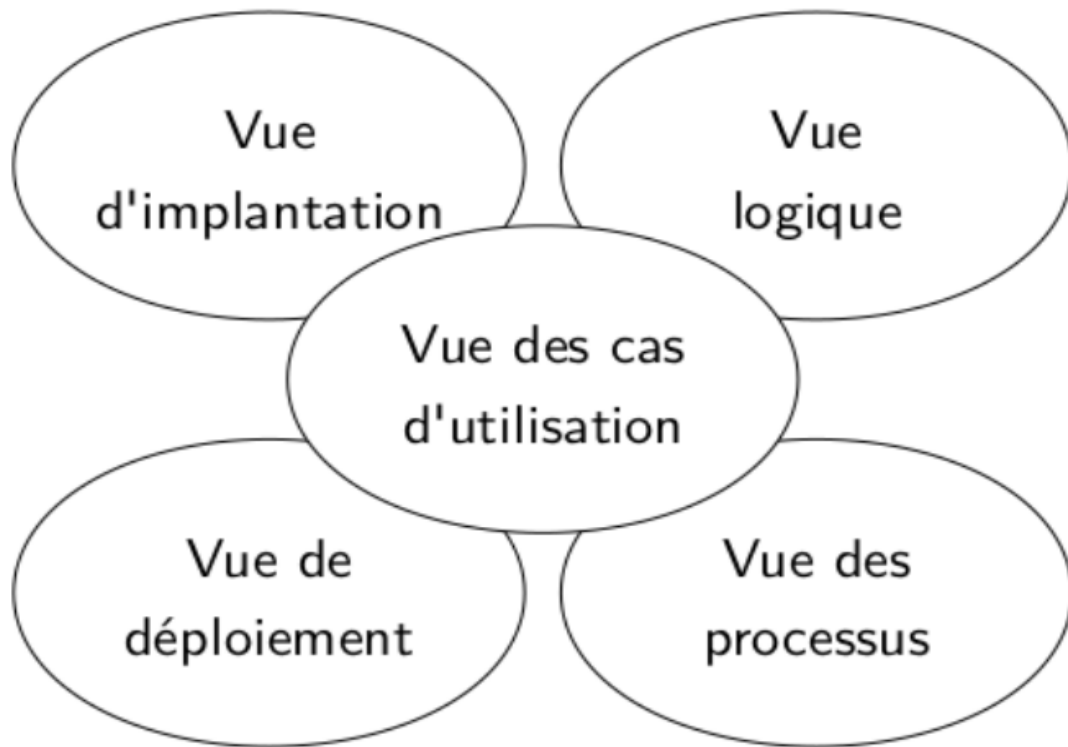 Vue
d'implantation
Vue
logique
Vue des cas
d'utilisation
Vue de
déploiement
Vue des
processus